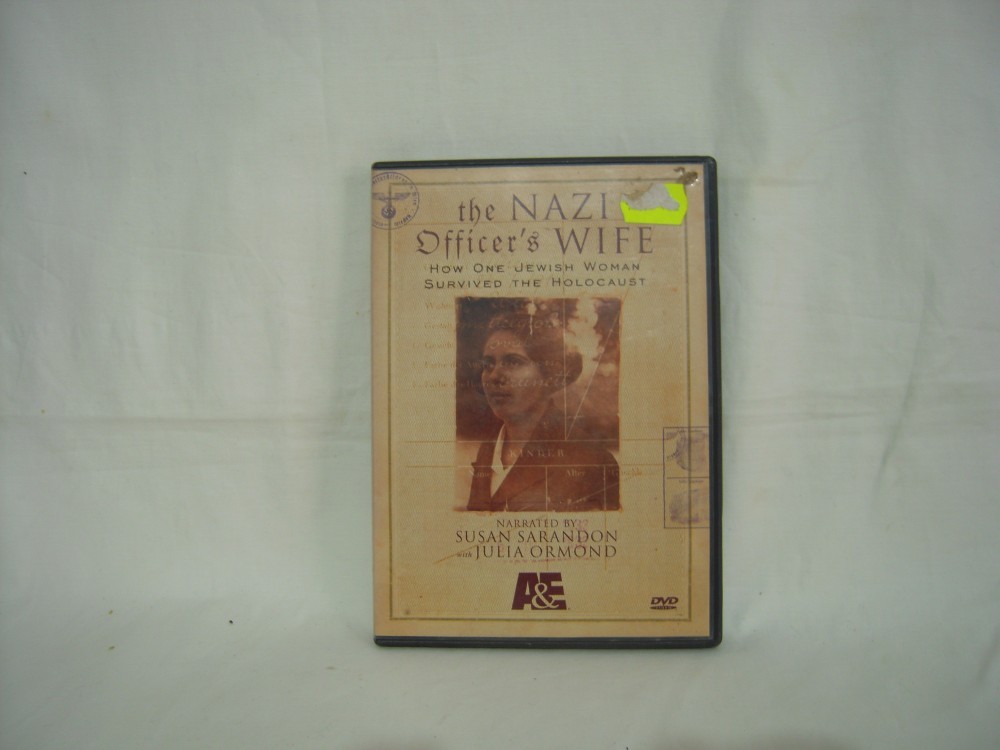 the NAZI
Officer's WIFE
HOW ONE JEWISH WOMAN
SURVIVED THE HOLOCAUST
KINDER
NARRATED BY
SUSAN SARANDON
with JULIA ORMOND
A&E
DVD